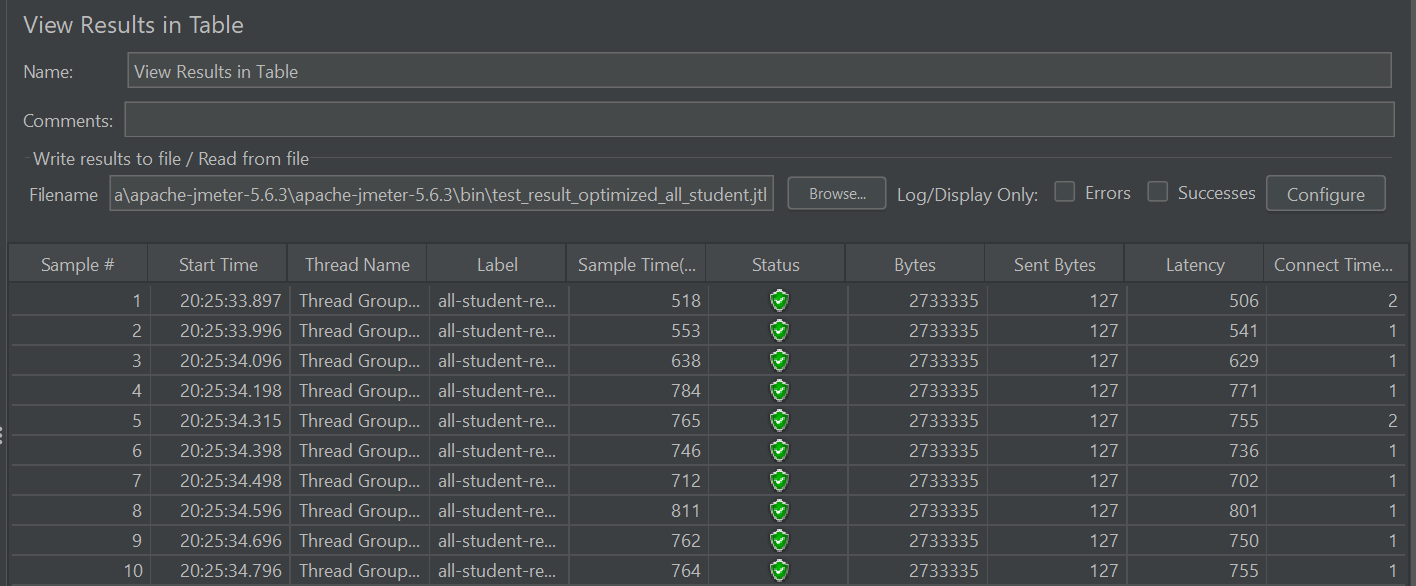 View Results in Table
Name: View Results in Table
Comments:
Write results to file / Read from file
Filename a\apache-jmeter-5.6.3\apache-jmeter-5.6.3\bin\test_result_optimized_all_student.jtl Browse... Log/Display Only: Errors Successes Configure
Sample # Start Time Thread Name Label Sample Time(... Status Bytes Sent Bytes Latency Connect Time...
1 20:25:33.897 Thread Group... all-student-re... 518 2733335 127 506 2
2 20:25:33.996 Thread Group... all-student-re... 553 2733335 127 541 1
3 20:25:34.096 Thread Group... all-student-re... 638 2733335 127 629 1
4 20:25:34.198 Thread Group... all-student-re... 784 2733335 127 771 1
5 20:25:34.315 Thread Group... all-student-re... 765 2733335 127 755 2
6 20:25:34.398 Thread Group... all-student-re... 746 2733335 127 736 1
7 20:25:34.498 Thread Group... all-student-re... 712 2733335 127 702 1
8 20:25:34.596 Thread Group... all-student-re... 811 2733335 127 801 1
9 20:25:34.696 Thread Group... all-student-re... 762 2733335 127 750 1
10 20:25:34.796 Thread Group... all-student-re... 764 2733335 127 755 1